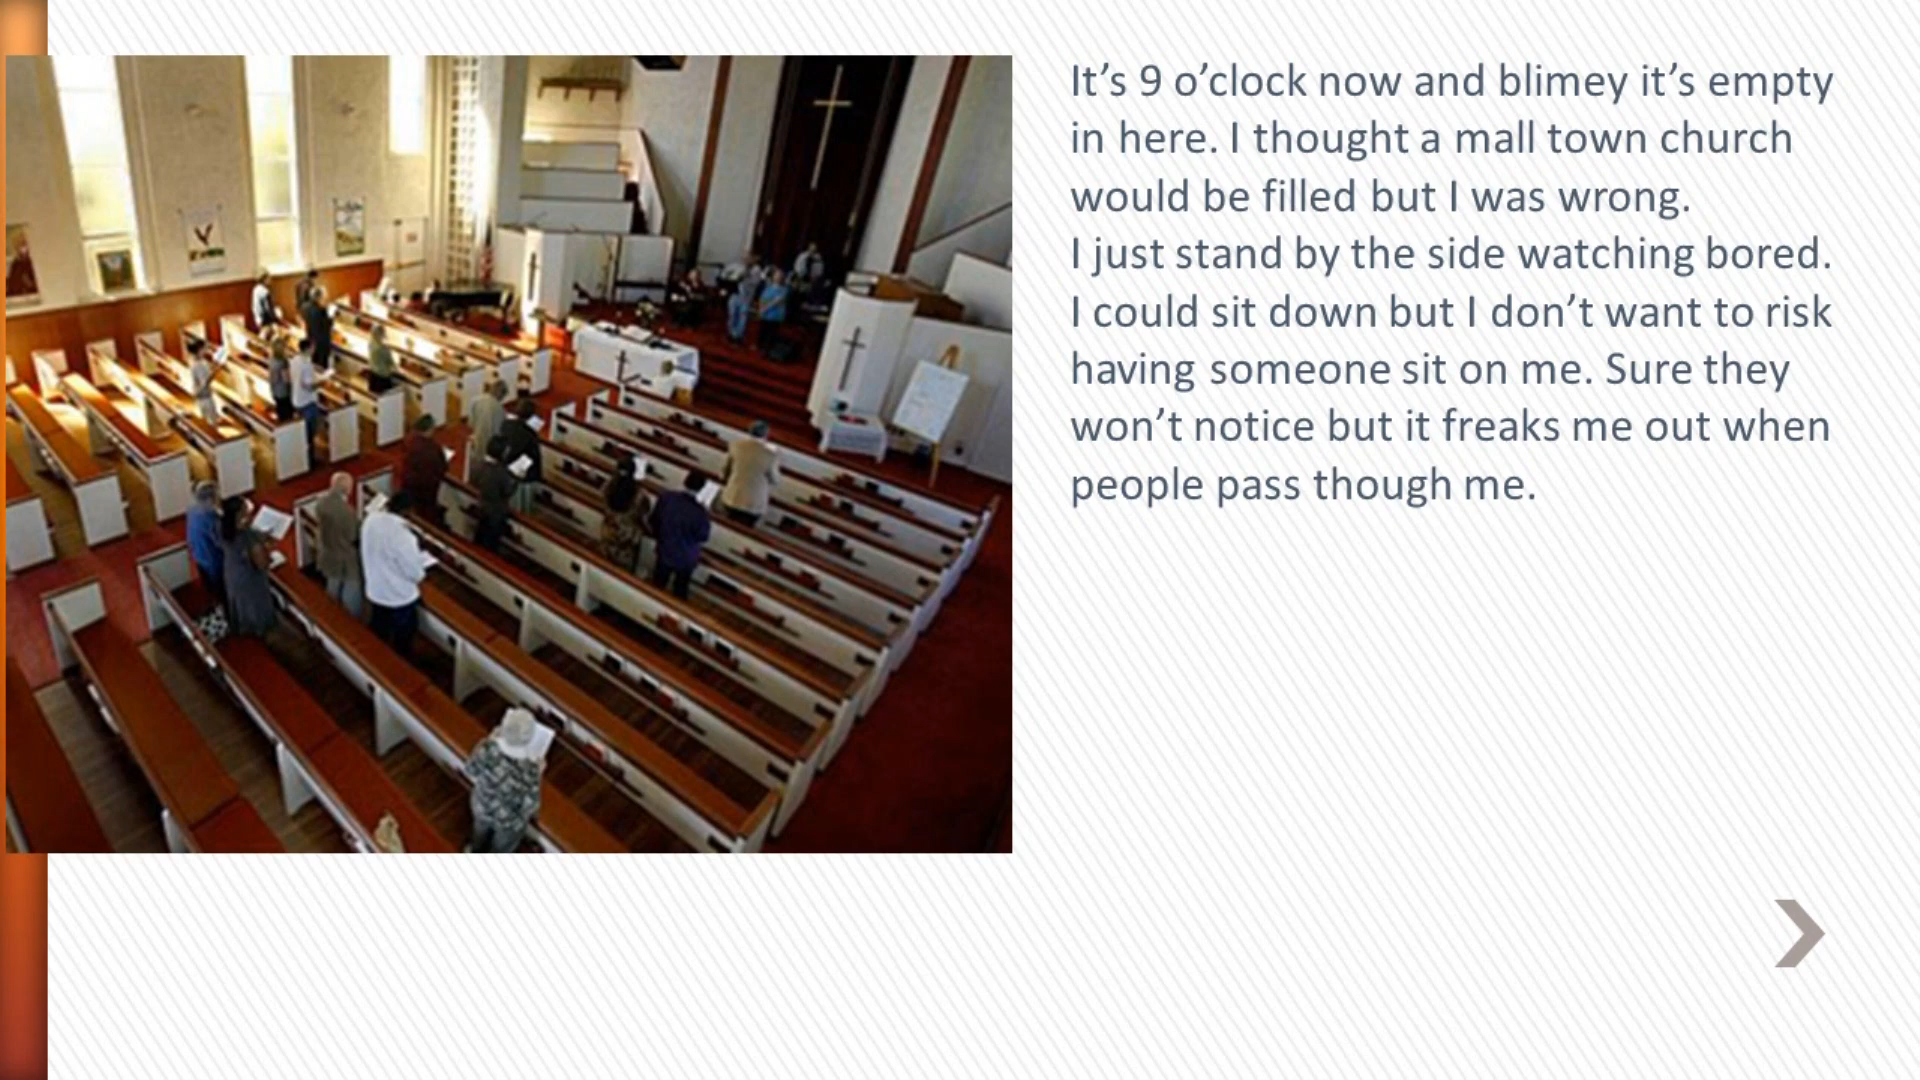 It’s 9 o’clock now and blimey it’s empty
in here. I thought a mall town church
would be filled but I was wrong.
I just stand by the side watching bored.
I could sit down but I don’t want to risk
having someone sit on me. Sure they
won’t notice but it freaks me out when
people pass though me.